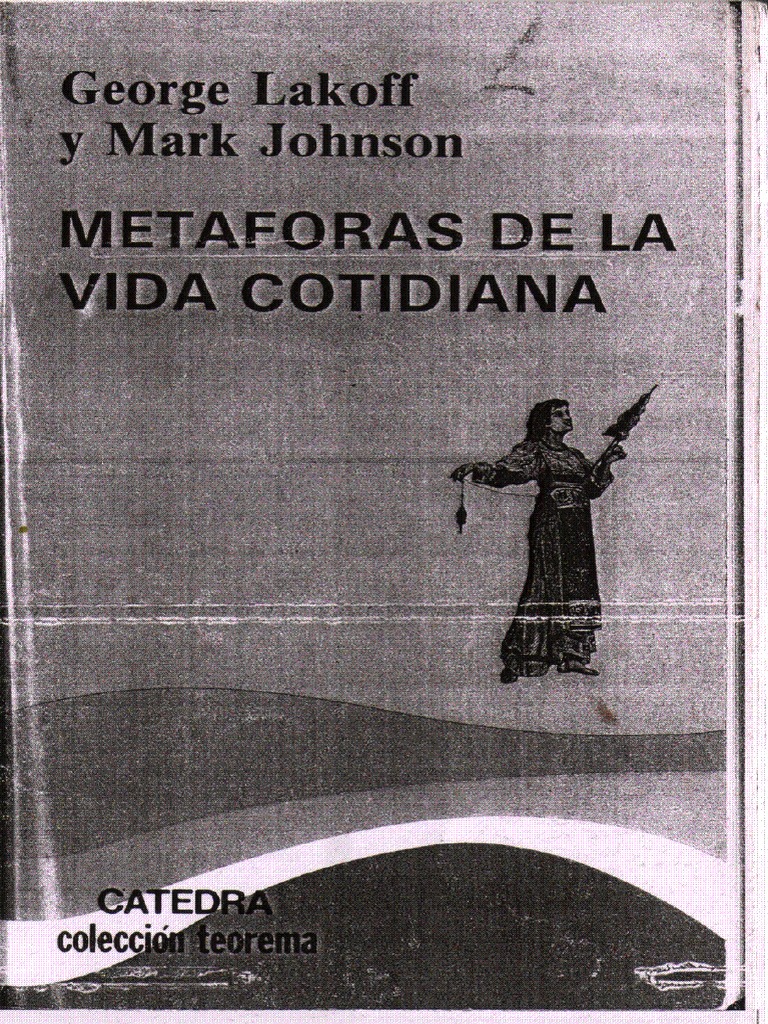 George Lakoff
y Mark Johnson
METAFORAS DE LA
VIDA COTIDIANA
CATEDRA
colección teorema